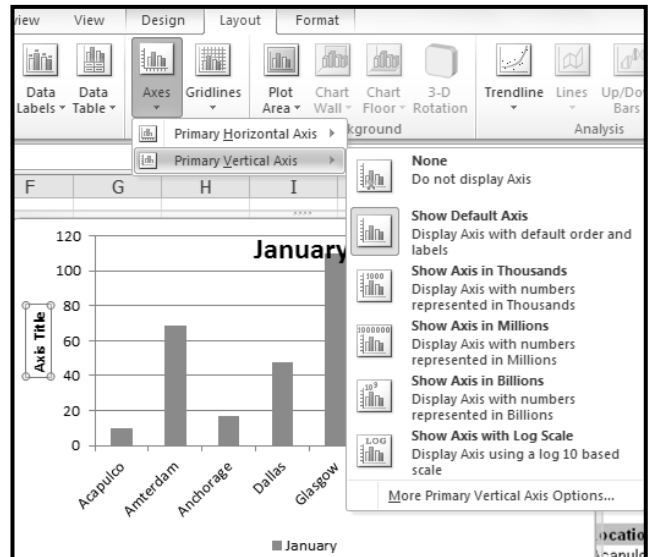 View Design Layout Format
Data Labels Data Table Axes Gridlines Plot Area Chart Wall Chart Floor 3-D Rotation Trendline Lines
Bars
Analysis
Primary Horizontal Axis
Primary Vertical Axis
None
Do not display Axis
Show Default Axis
Display Axis with default order and
labels
Show Axis in Thousands
Display Axis with numbers
represented in Thousands
Show Axis in Millions
Display Axis with numbers
represented in Millions
Show Axis in Billions
Display Axis with numbers
represented in Billions
Show Axis with Log Scale
Display Axis using a log 10 based
scale
More Primary Vertical Axis Options...
F G H I
January
120
100
80
60
40
20
0
Axis Title
Acapulco Amterdam Anchorage Dallas Glasgow
January